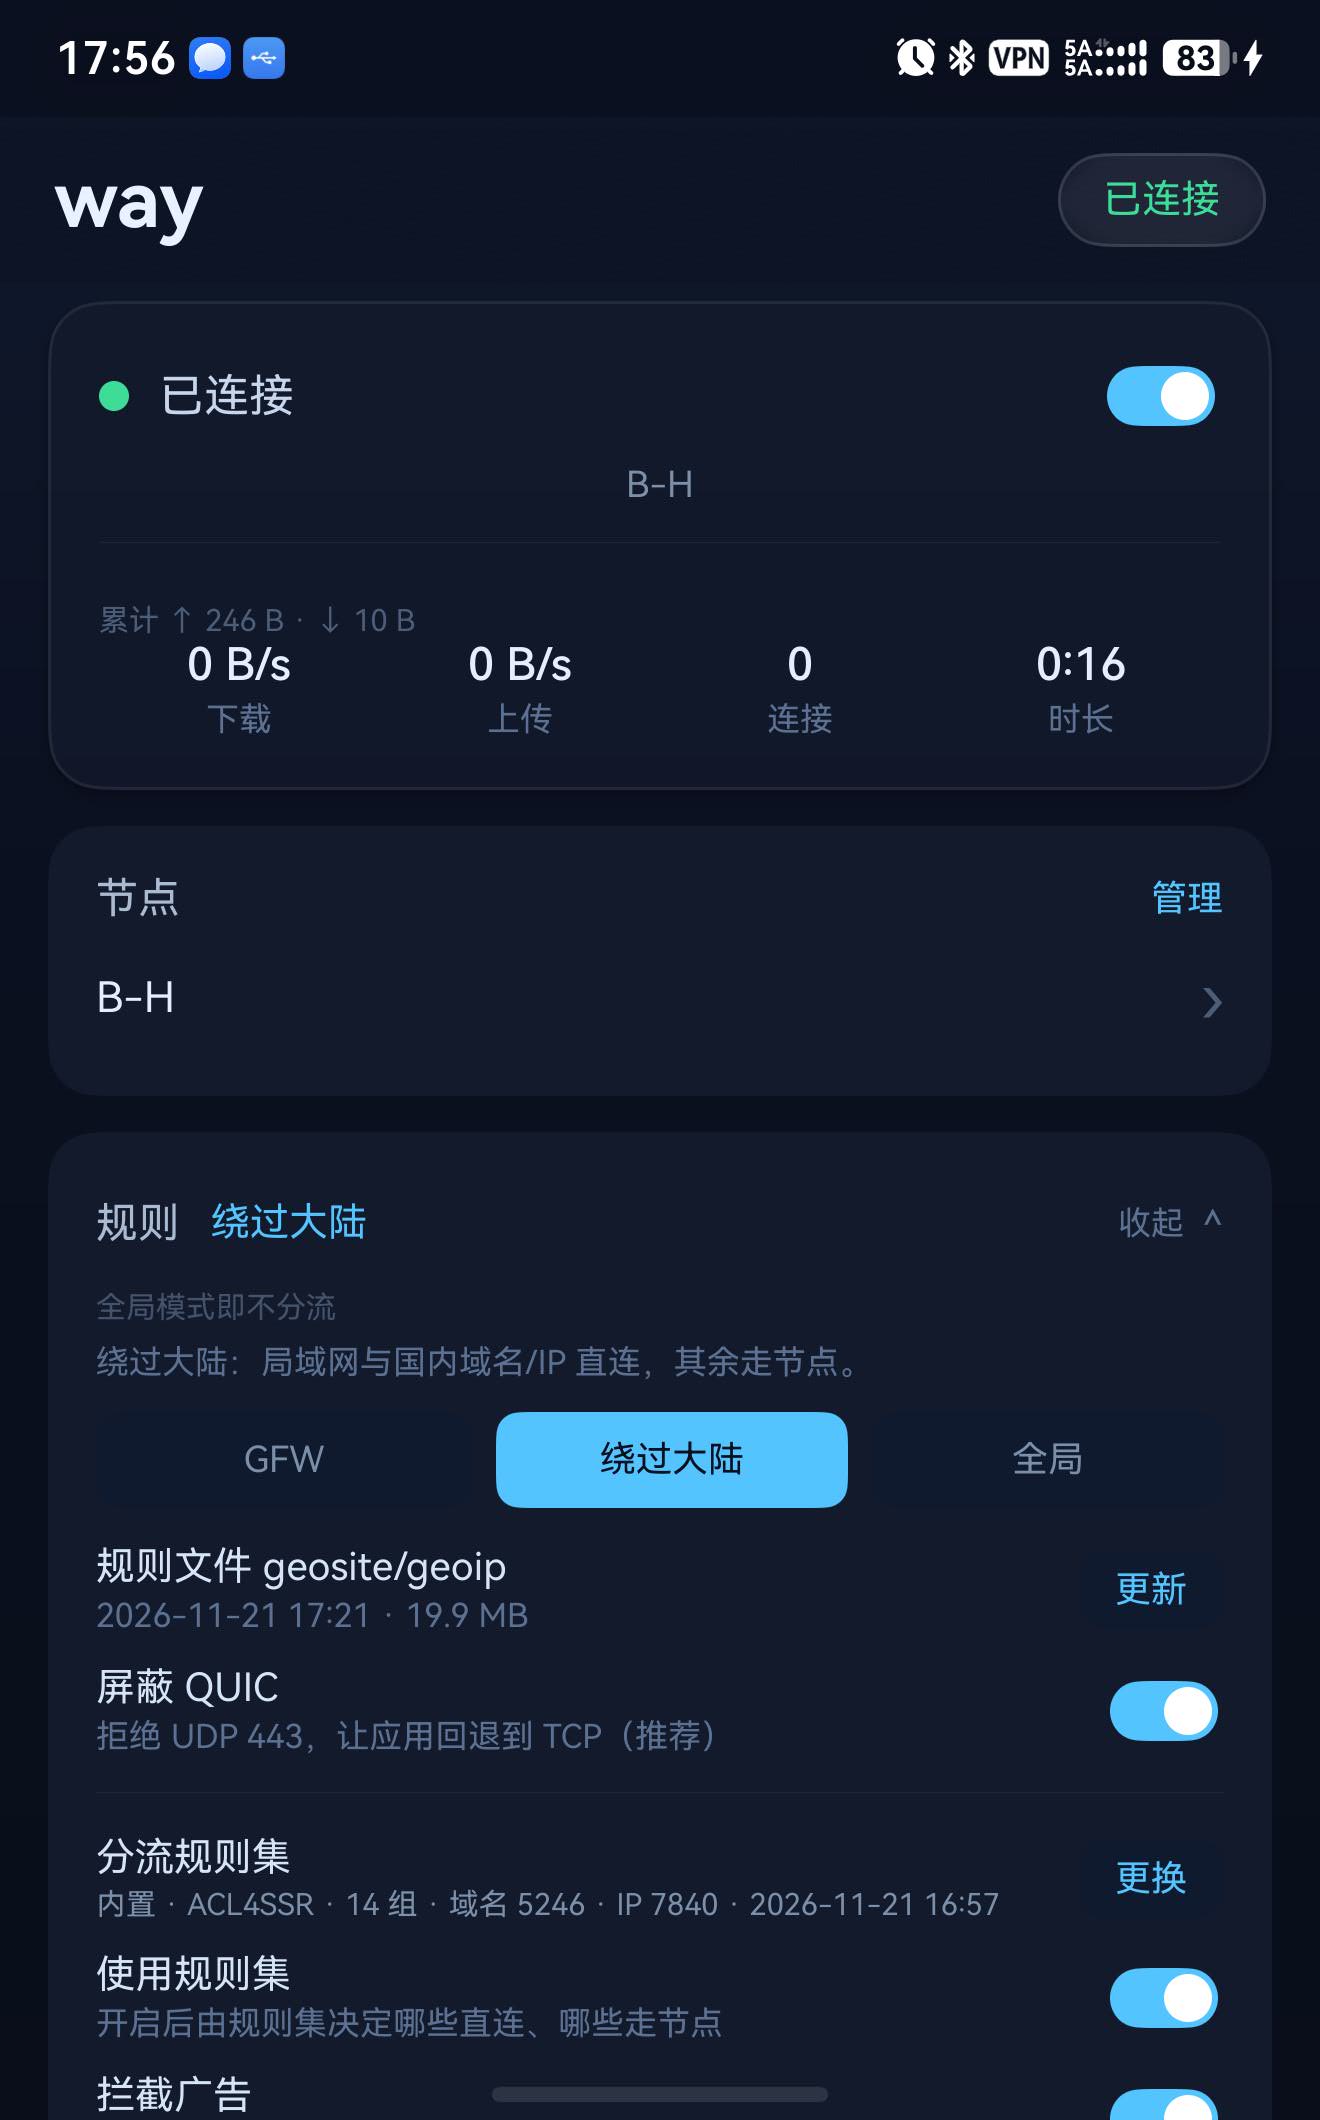 17:56 VPN 5A 5A 83
way 已连接
已连接
B-H
累计 ↑ 246 B · ↓ 10 B
0 B/s 0 B/s 0 0:16
下载 上传 连接 时长
节点 管理
B-H
规则 绕过大陆 收起 ^
全局模式即不分流
绕过大陆：局域网与国内域名/IP 直连，其余走节点。
GFW 绕过大陆 全局
规则文件 geosite/geoip
更新
2026-11-21 17:21 · 19.9 MB
屏蔽 QUIC
拒绝 UDP 443，让应用回退到 TCP（推荐）
分流规则集
更换
内置 · ACL4SSR · 14 组 · 域名 5246 · IP 7840 · 2026-11-21 16:57
使用规则集
开启后由规则集决定哪些直连、哪些走节点
拦截广告